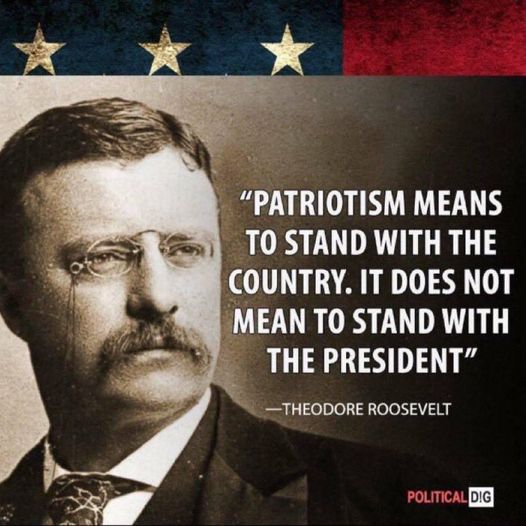 “PATRIOTISM MEANS
TO STAND WITH THE
COUNTRY. IT DOES NOT
MEAN TO STAND WITH
THE PRESIDENT”
—THEODORE ROOSEVELT
POLITICAL D!G